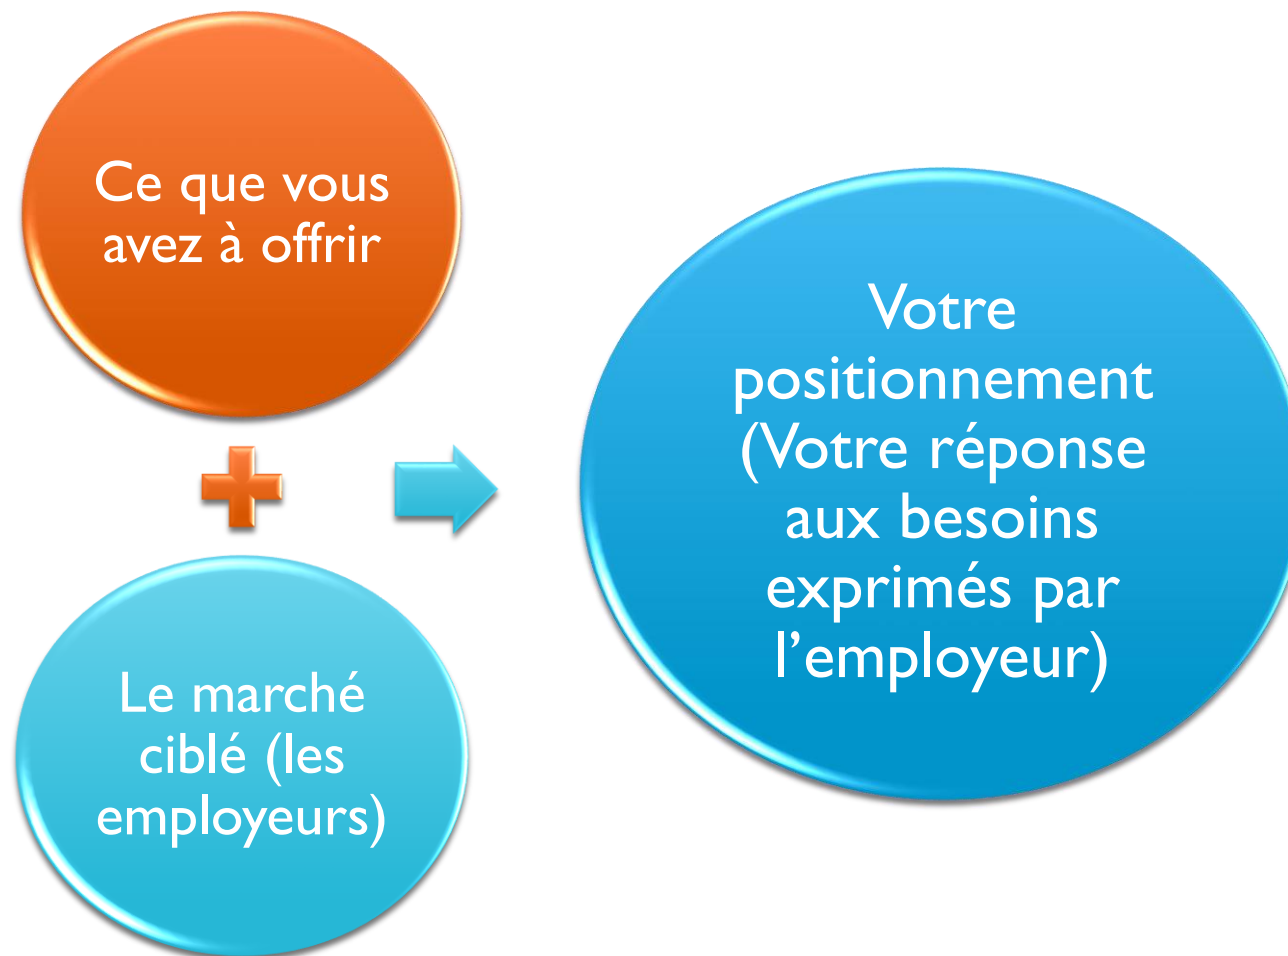 Ce que vous
avez à offrir
Le marché
ciblé (les
employeurs)
Votre
positionnement
(Votre réponse
aux besoins
exprimés par
l’employeur)